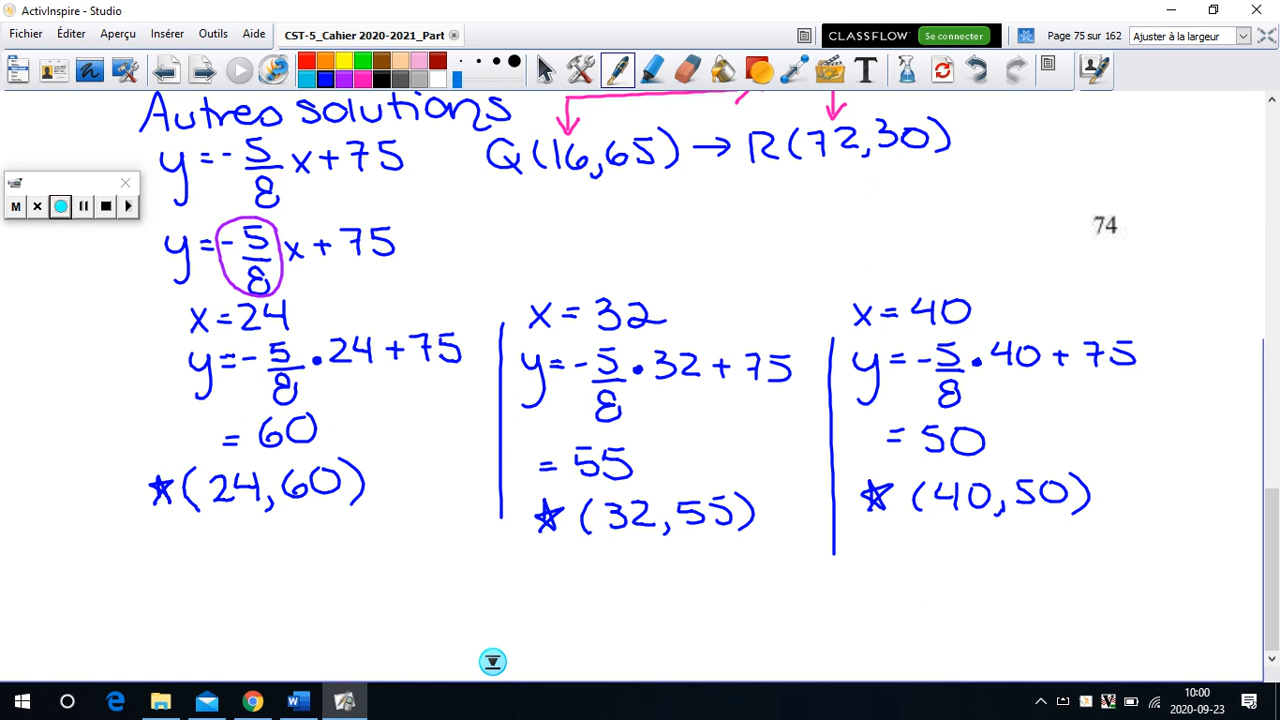 ActivInspire - Studio
Fichier Éditer Aperçu Insérer Outils Aide CST-5_Cahier 2020-2021_Part CLASSFLOW Se connecter Page 75 sur 162 Ajuster à la largeur
Autres solutions
Q(16,65) → R(72,30)
y=-5/8x+75
M
74
y=-5/8x+75
x=24
y=-5/8•24+75
=60
★(24,60)
x=32
y=-5/8•32+75
=55
★(32,55)
x=40
y=-5/8•40+75
=50
★(40,50)
10:00
2020-09-23